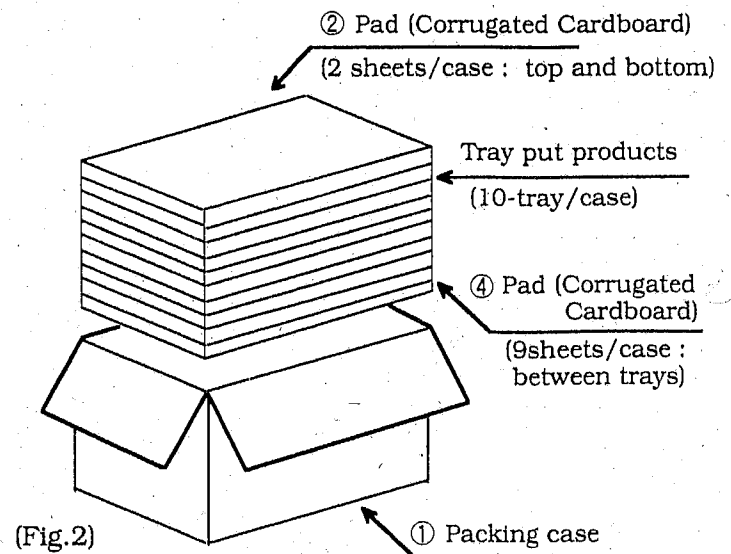 ② Pad (Corrugated Cardboard)
(2 sheets/case : top and bottom)
Tray put products
(10-tray/case)
④ Pad (Corrugated
Cardboard)
(9sheets/case :
between trays)
(Fig.2)
① Packing case